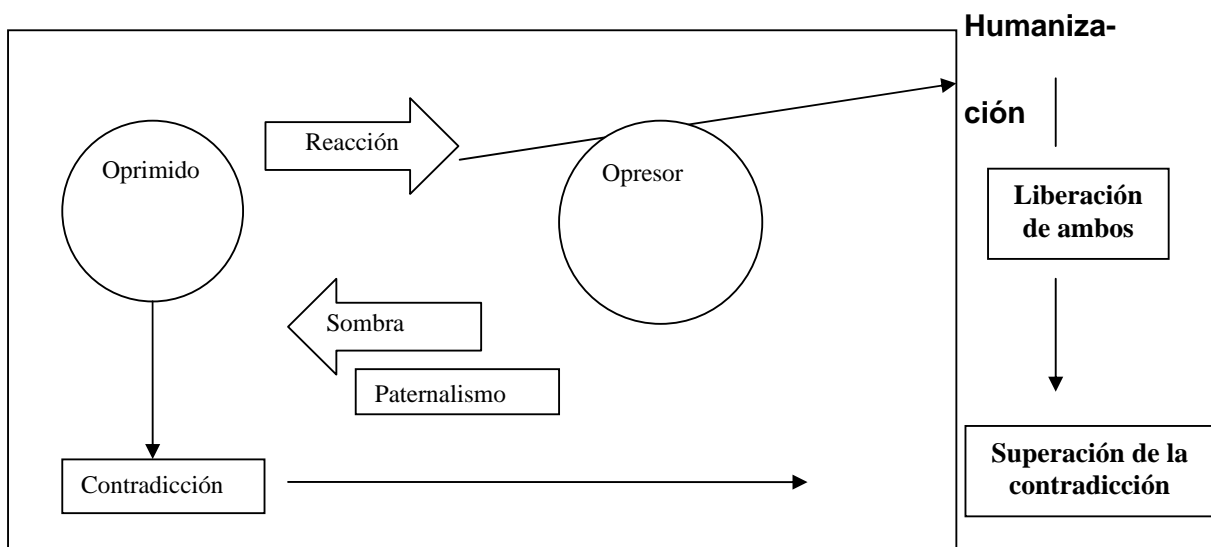 Humaniza-
ción
Reacción
Oprimido
Opresor
Liberación
de ambos
Sombra
Paternalismo
Superación de la
contradicción
Contradicción